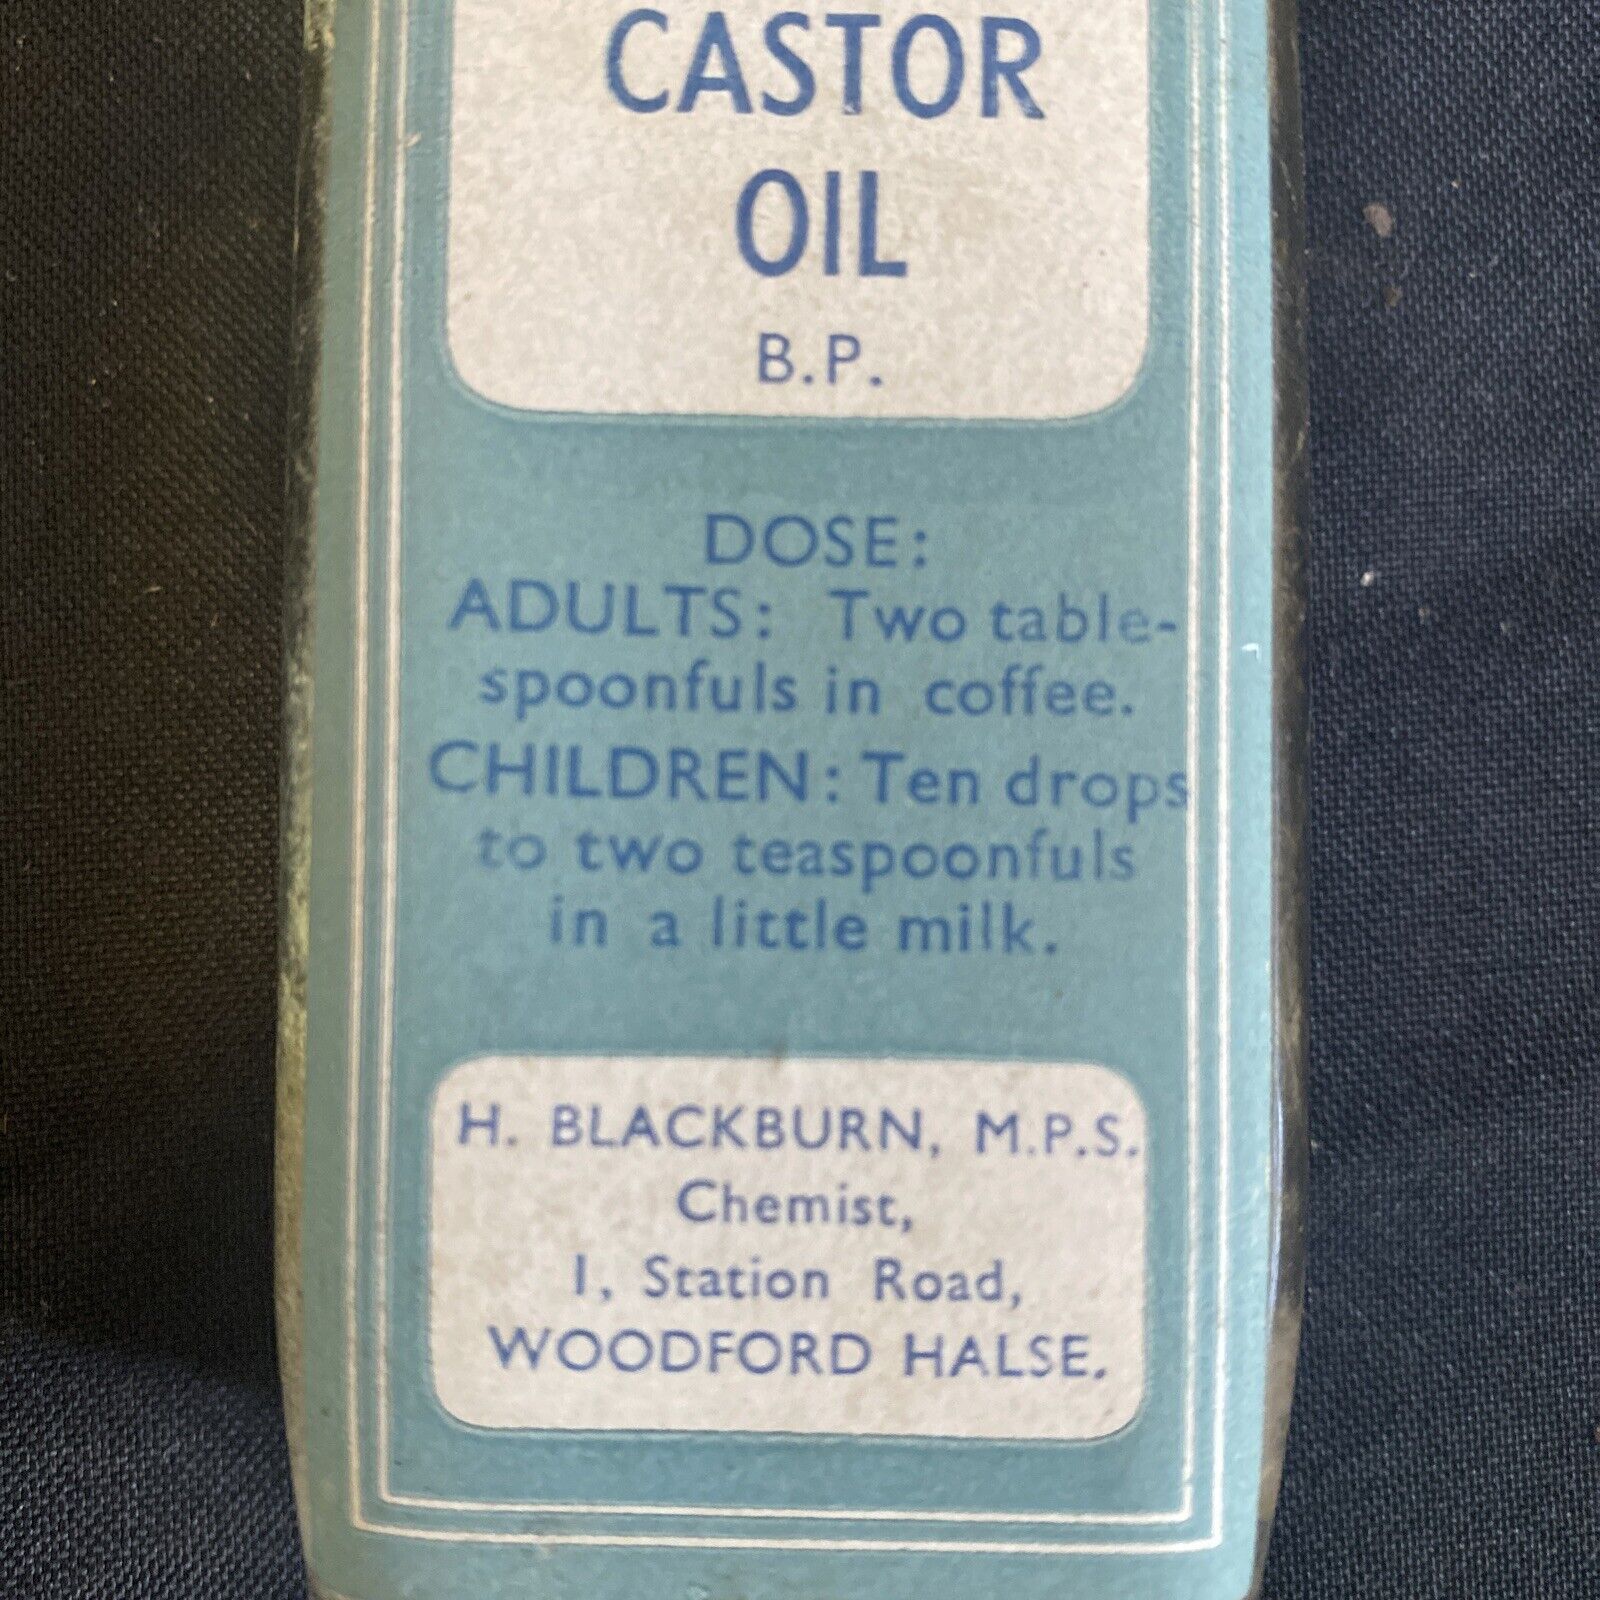 CASTOR
OIL
B.P.
DOSE:
ADULTS: Two table-
spoonfuls in coffee.
CHILDREN: Ten drops
to two teaspoonfuls
in a little milk.
H. BLACKBURN, M.P.S.
Chemist,
1, Station Road,
WOODFORD HALSE.